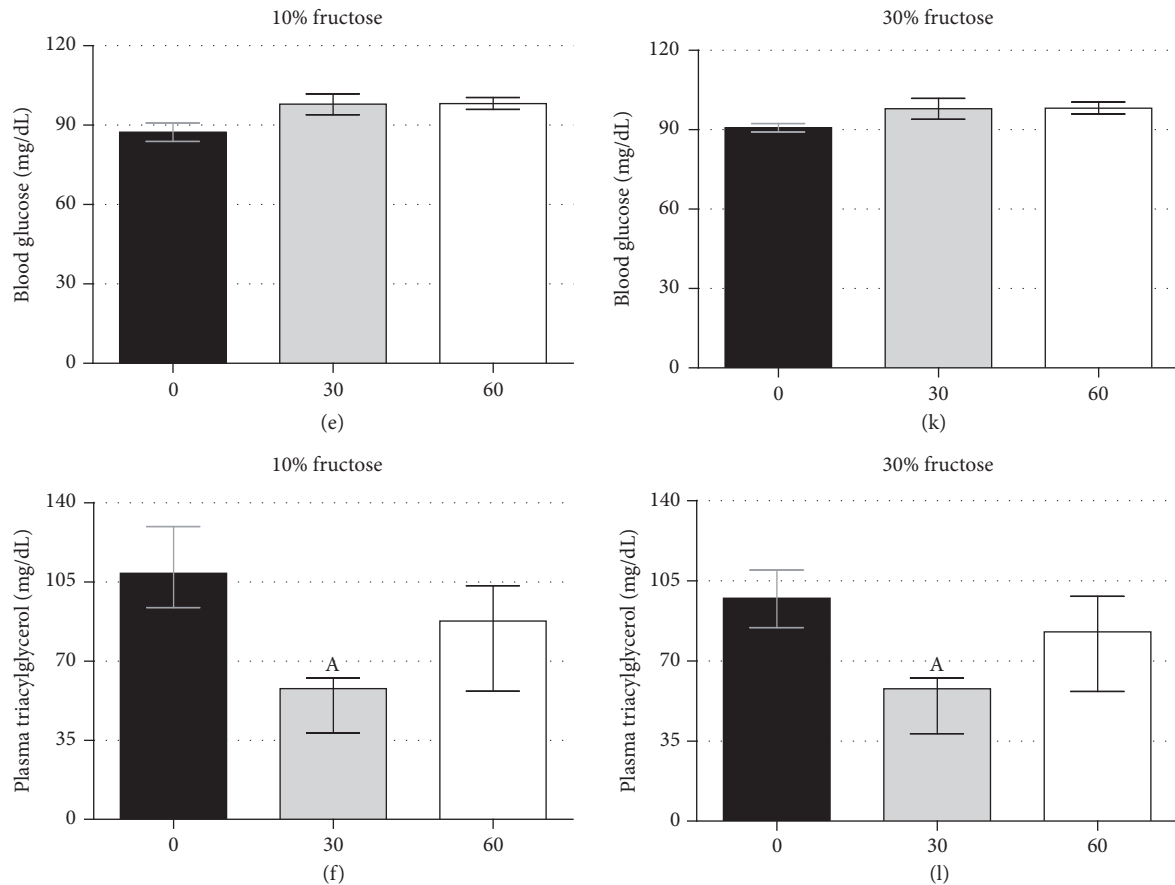 10% fructose
Blood glucose (mg/dL)
120
90
60
30
0
0 30 60
(e)
30% fructose
Blood glucose (mg/dL)
120
90
60
30
0
0 30 60
(k)
10% fructose
Plasma triacylglycerol (mg/dL)
140
105
70
35
0
A
0 30 60
(f)
30% fructose
Plasma triacylglycerol (mg/dL)
140
105
70
35
0
A
0 30 60
(l)